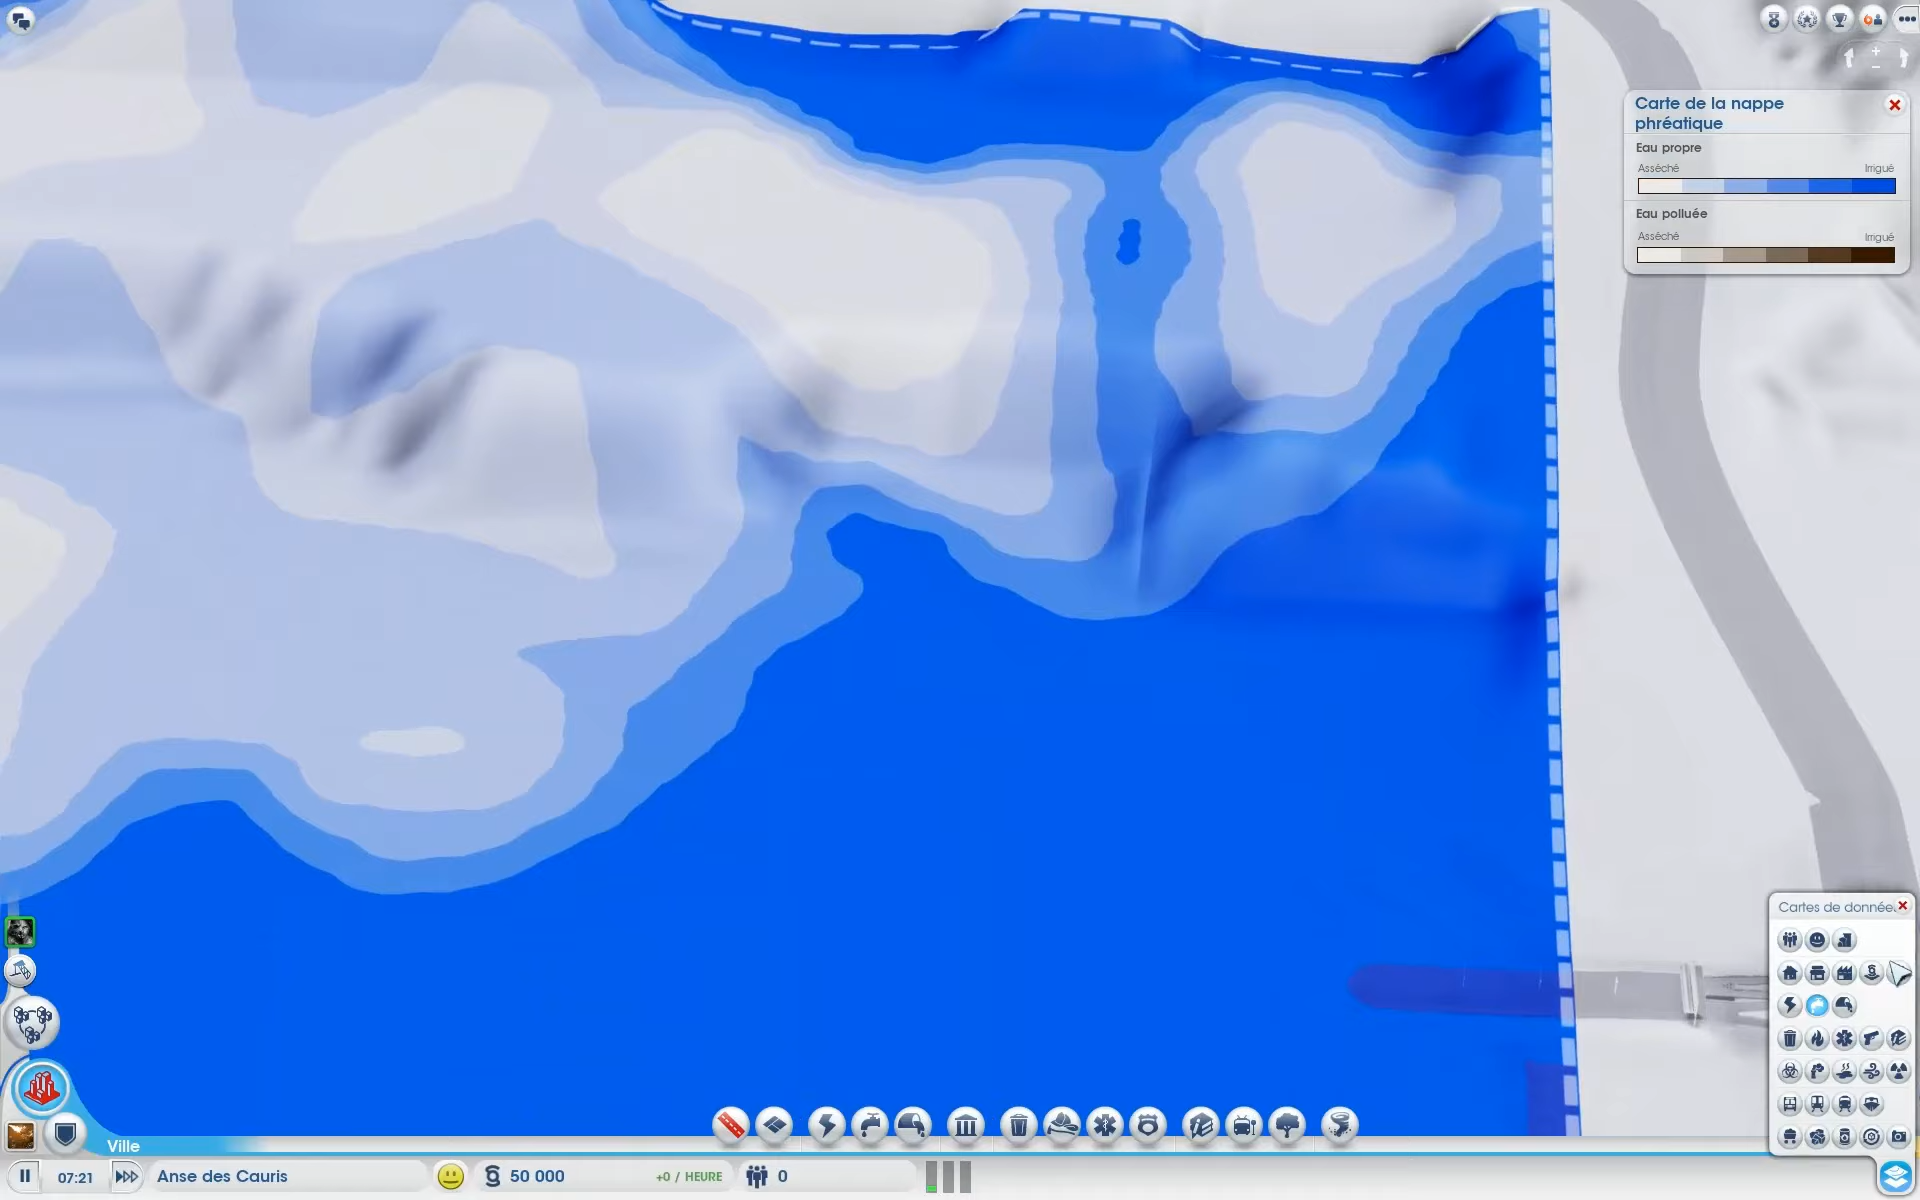 Carte de la nappe
phréatique
Eau propre
Asséché Irrigué
Eau polluée
Asséché Irrigué
Cartes de donnée
Ville
07:21 Anse des Cauris 50 000 +0 / HEURE 0